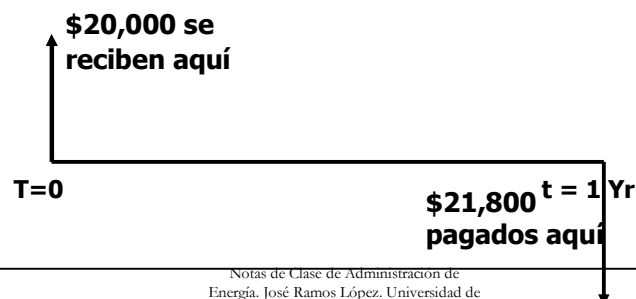 $20,000 se
reciben aquí
T=0
t = 1 Yr
$21,800
pagados aquí
Notas de Clase de Administración de
Energía. José Ramos López. Universidad de